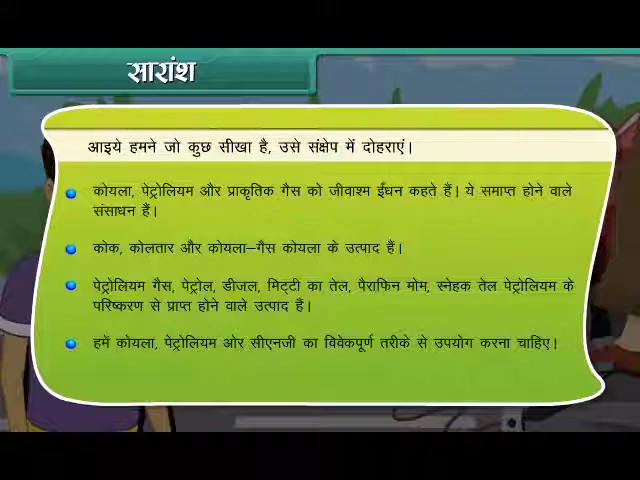 सारांश
आइये हमने जो कुछ सीखा है, उसे संक्षेप में दोहराएं।
कोयला, पेट्रोलियम और प्राकृतिक गैस को जीवाश्म ईंधन कहते हैं। ये समाप्त होने वाले
संसाधन हैं।
कोक, कोलतार और कोयला–गैस कोयला के उत्पाद हैं।
पेट्रोलियम गैस, पेट्रोल, डीजल, मिट्टी का तेल, पैराफिन मोम, स्नेहक तेल पेट्रोलियम के
परिष्करण से प्राप्त होने वाले उत्पाद हैं।
हमें कोयला, पेट्रोलियम ओर सीएनजी का विवेकपूर्ण तरीके से उपयोग करना चाहिए।